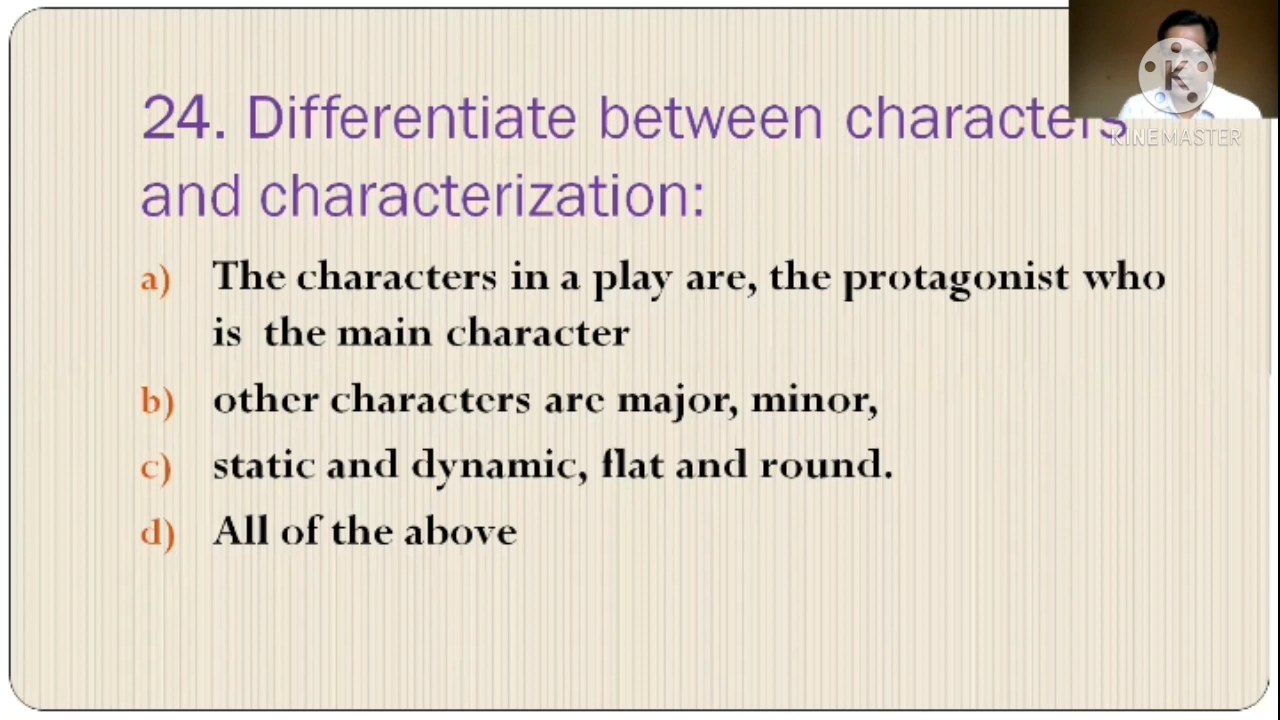 24. Differentiate between characters
and characterization:
a) The characters in a play are, the protagonist who
is the main character
b) other characters are major, minor,
c) static and dynamic, flat and round.
d) All of the above
K
KINEMASTER